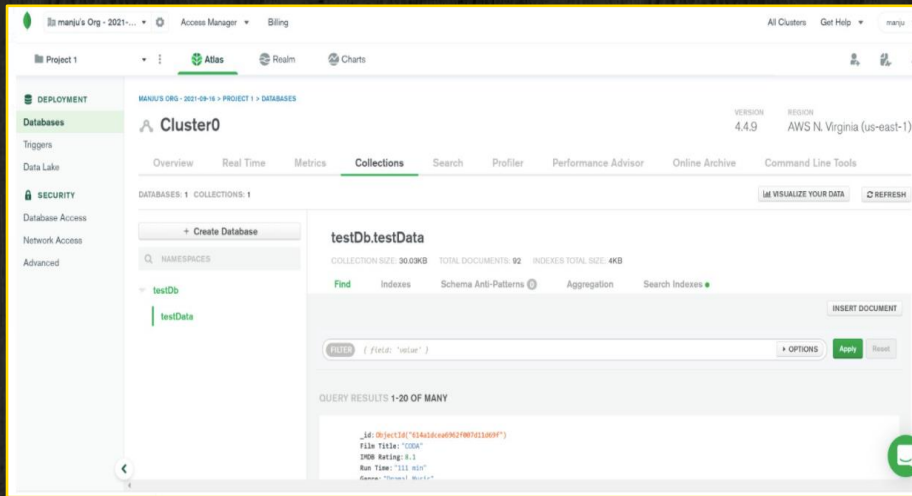 manju's Org - 2021-...
Access Manager
Billing
All Clusters
Get Help
manju
Project 1
Atlas
Realm
Charts
DEPLOYMENT
Databases
Triggers
Data Lake
SECURITY
Database Access
Network Access
Advanced
MANJU'S ORG - 2021-09-16 > PROJECT 1 > DATABASES
Cluster0
VERSION
4.4.9
REGION
AWS N. Virginia (us-east-1)
Overview
Real Time
Metrics
Collections
Search
Profiler
Performance Advisor
Online Archive
Command Line Tools
DATABASES: 1 COLLECTIONS: 1
VISUALIZE YOUR DATA
REFRESH
+ Create Database
NAMESPACES
testDb
testData
testDb.testData
COLLECTION SIZE: 30.03KB TOTAL DOCUMENTS: 92 INDEXES TOTAL SIZE: 4KB
Find
Indexes
Schema Anti-Patterns 0
Aggregation
Search Indexes
INSERT DOCUMENT
FILTER { field: 'value' }
OPTIONS
Apply
Reset
QUERY RESULTS 1-20 OF MANY
Film Title: "CODA"
IMDB Rating: 8.1
Run Time: "111 min"